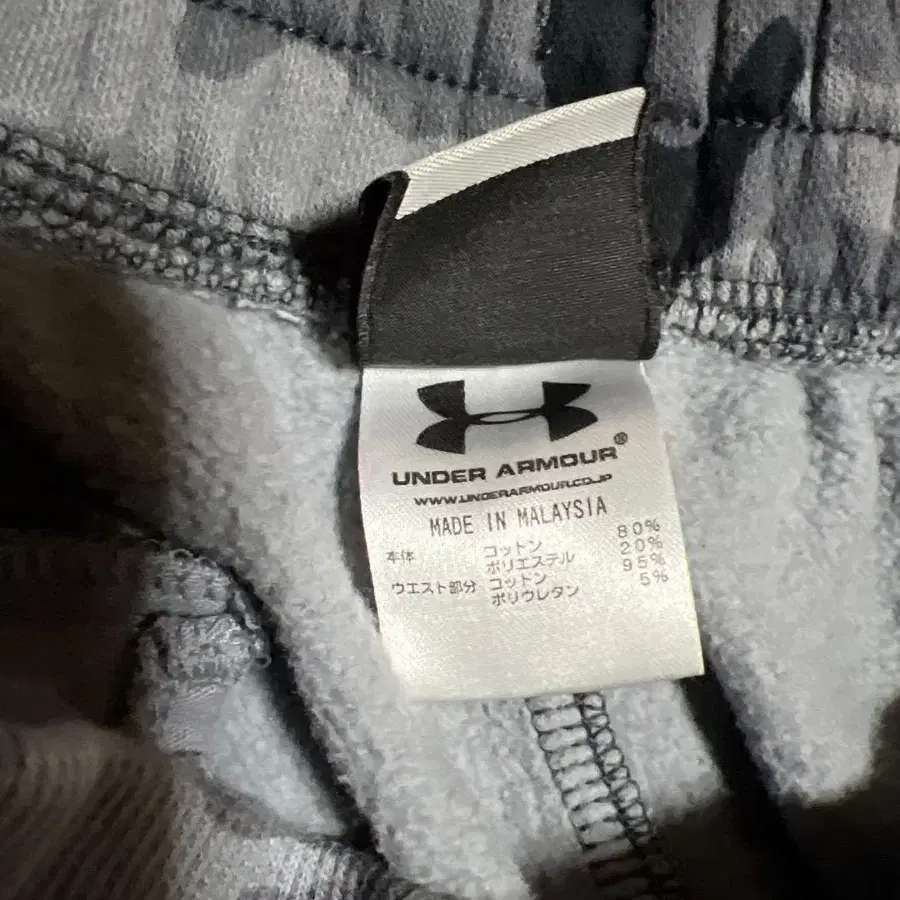 UNDER ARMOUR®
WWW.UNDERARMOUR.CO.JP
MADE IN MALAYSIA
本体 コットン 80%
ポリエステル 20%
ウエスト部分 コットン 95%
ポリウレタン 5%